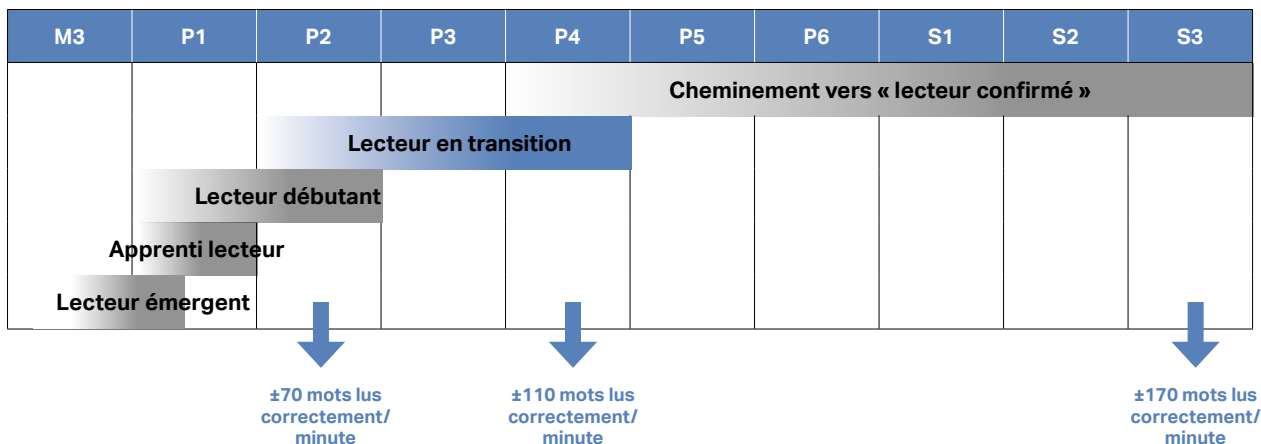 M3 P1 P2 P3 P4 P5 P6 S1 S2 S3
Cheminement vers « lecteur confirmé »
Lecteur en transition
Lecteur débutant
Apprenti lecteur
Lecteur émergent
±70 mots lus
correctement/
minute
±110 mots lus
correctement/
minute
±170 mots lus
correctement/
minute